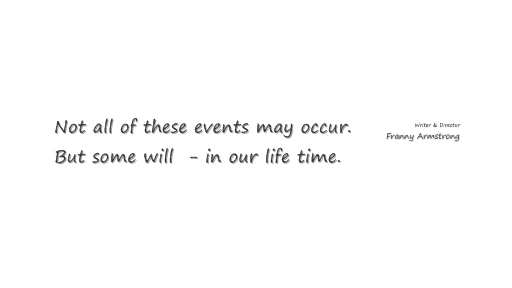 Not all of these events may occur.
But some will - in our life time.
Writer & Director
Franny Armstrong